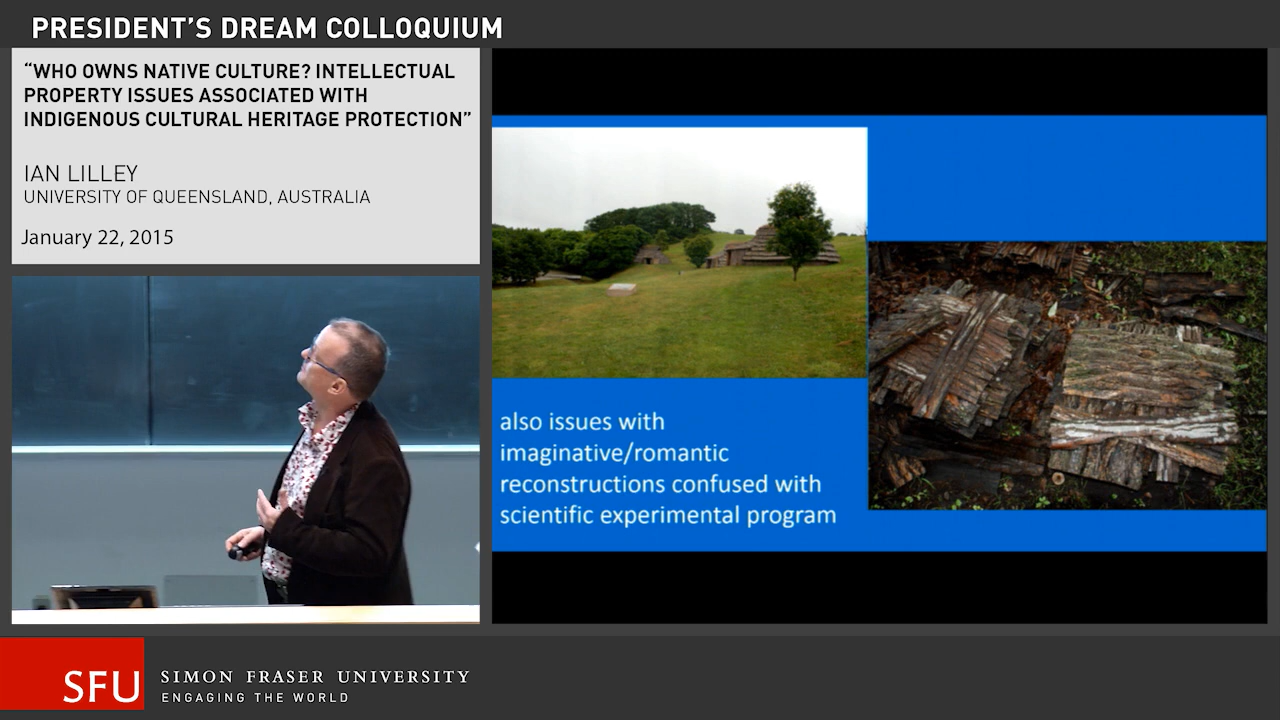 PRESIDENT'S DREAM COLLOQUIUM
“WHO OWNS NATIVE CULTURE? INTELLECTUAL
PROPERTY ISSUES ASSOCIATED WITH
INDIGENOUS CULTURAL HERITAGE PROTECTION”
IAN LILLEY
UNIVERSITY OF QUEENSLAND, AUSTRALIA
January 22, 2015
also issues with
imaginative/romantic
reconstructions confused with
scientific experimental program
SFU
SIMON FRASER UNIVERSITY
ENGAGING THE WORLD